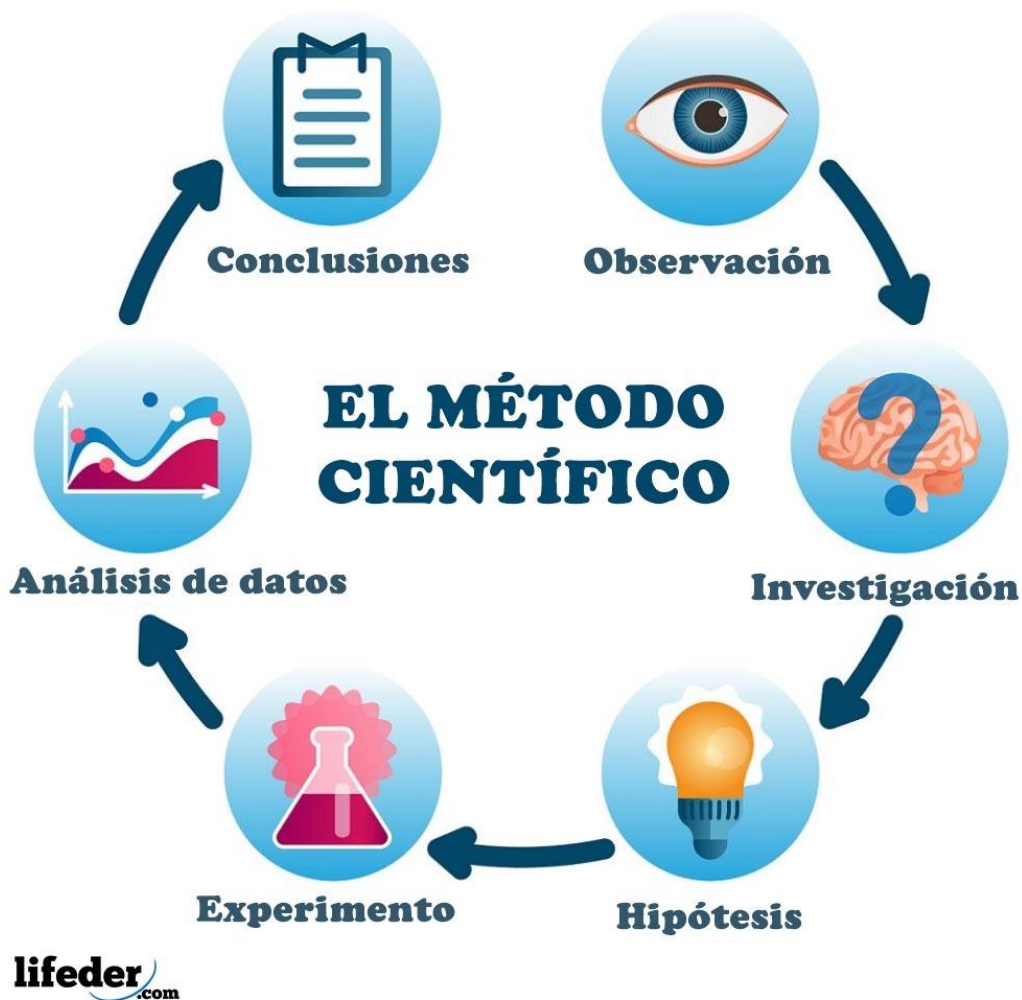 Conclusiones
Observación
EL MÉTODO
CIENTÍFICO
Análisis de datos
Investigación
Experimento
Hipótesis
lifeder
.com